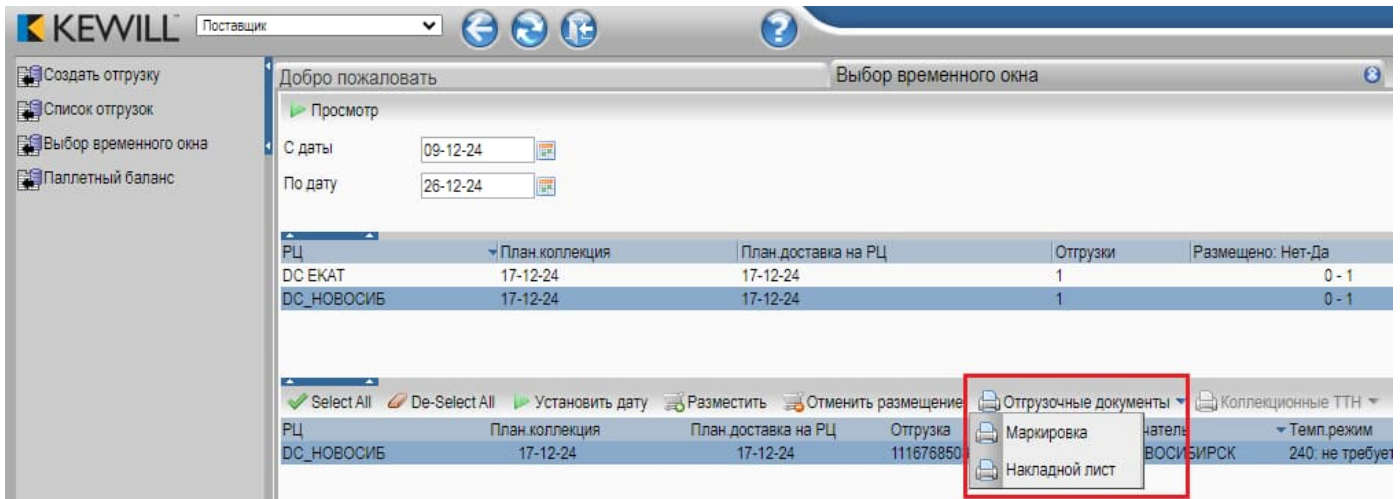 KEWILL Поставщик
Создать отгрузку
Список отгрузок
Выбор временного окна
Паллетный баланс
Добро пожаловать Выбор временного окна
Просмотр
С даты 09-12-24
По дату 26-12-24
РЦ План.коллекция План.доставка на РЦ Отгрузки Размещено: Нет-Да
DC EKAT 17-12-24 17-12-24 1 0 - 1
DC_НОВОСИБ 17-12-24 17-12-24 1 0 - 1
Select All De-Select All Установить дату Разместить Отменить размещение Отгрузочные документы Коллекционные ТТН
РЦ План.коллекция План.доставка на РЦ Отгрузка Маркировка чатель Темп.режим
DC_НОВОСИБ 17-12-24 17-12-24 111676850 ВОСИБИРСК 240: не требует
Накладной лист